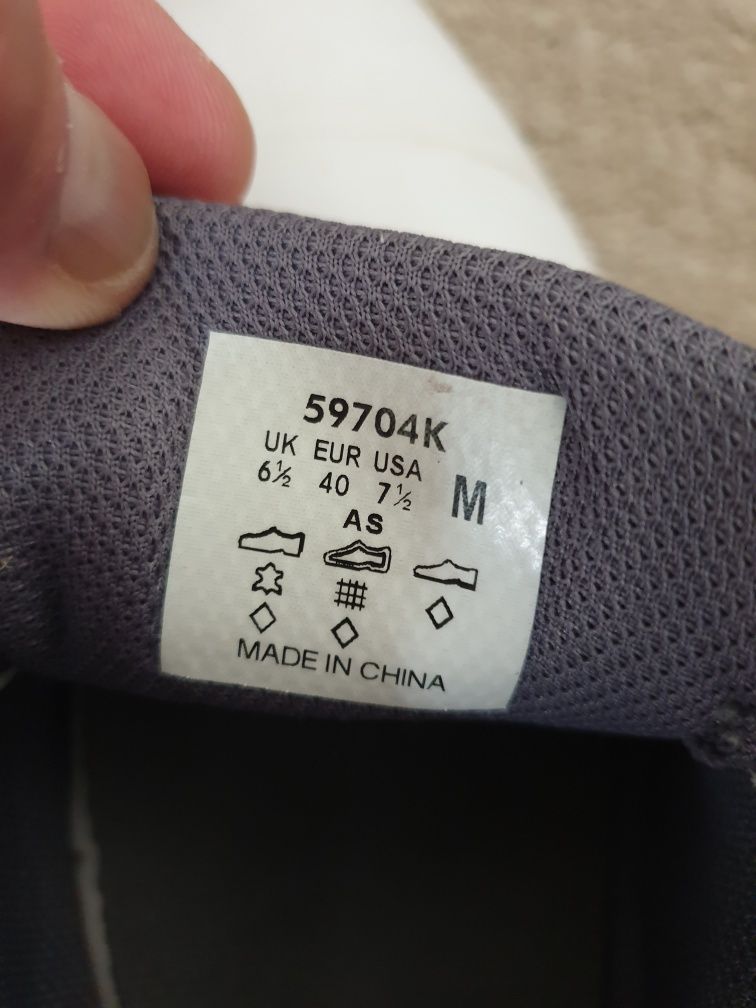 59704K
UK EUR USA
6½ 40 7½ M
AS
MADE IN CHINA